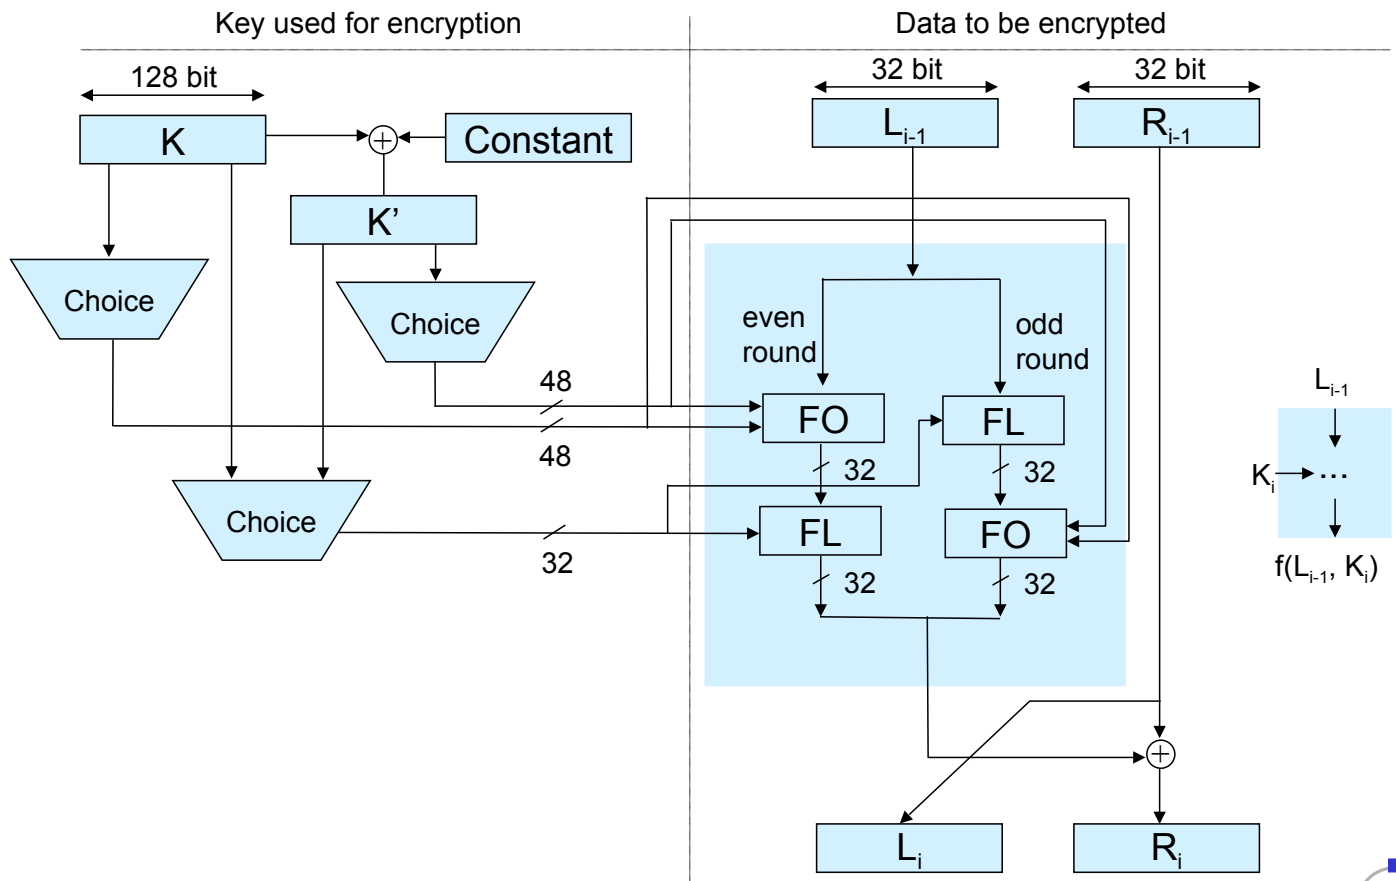 Key used for encryption
Data to be encrypted
128 bit
32 bit
32 bit
K
Constant
L_{i-1}
R_{i-1}
K’
Choice
Choice
even
round
odd
round
48
48
FO
FL
32
32
Choice
32
FL
FO
32
32
L_{i-1}
K_i
...
f(L_{i-1}, K_i)
L_i
R_i